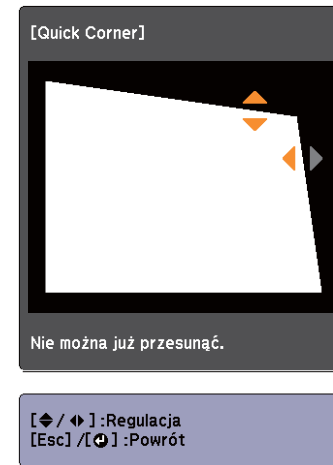 [Quick Corner]
Nie można już przesunąć.
[◆/◆] :Regulacja
[Esc] /[⏎] :Powrót